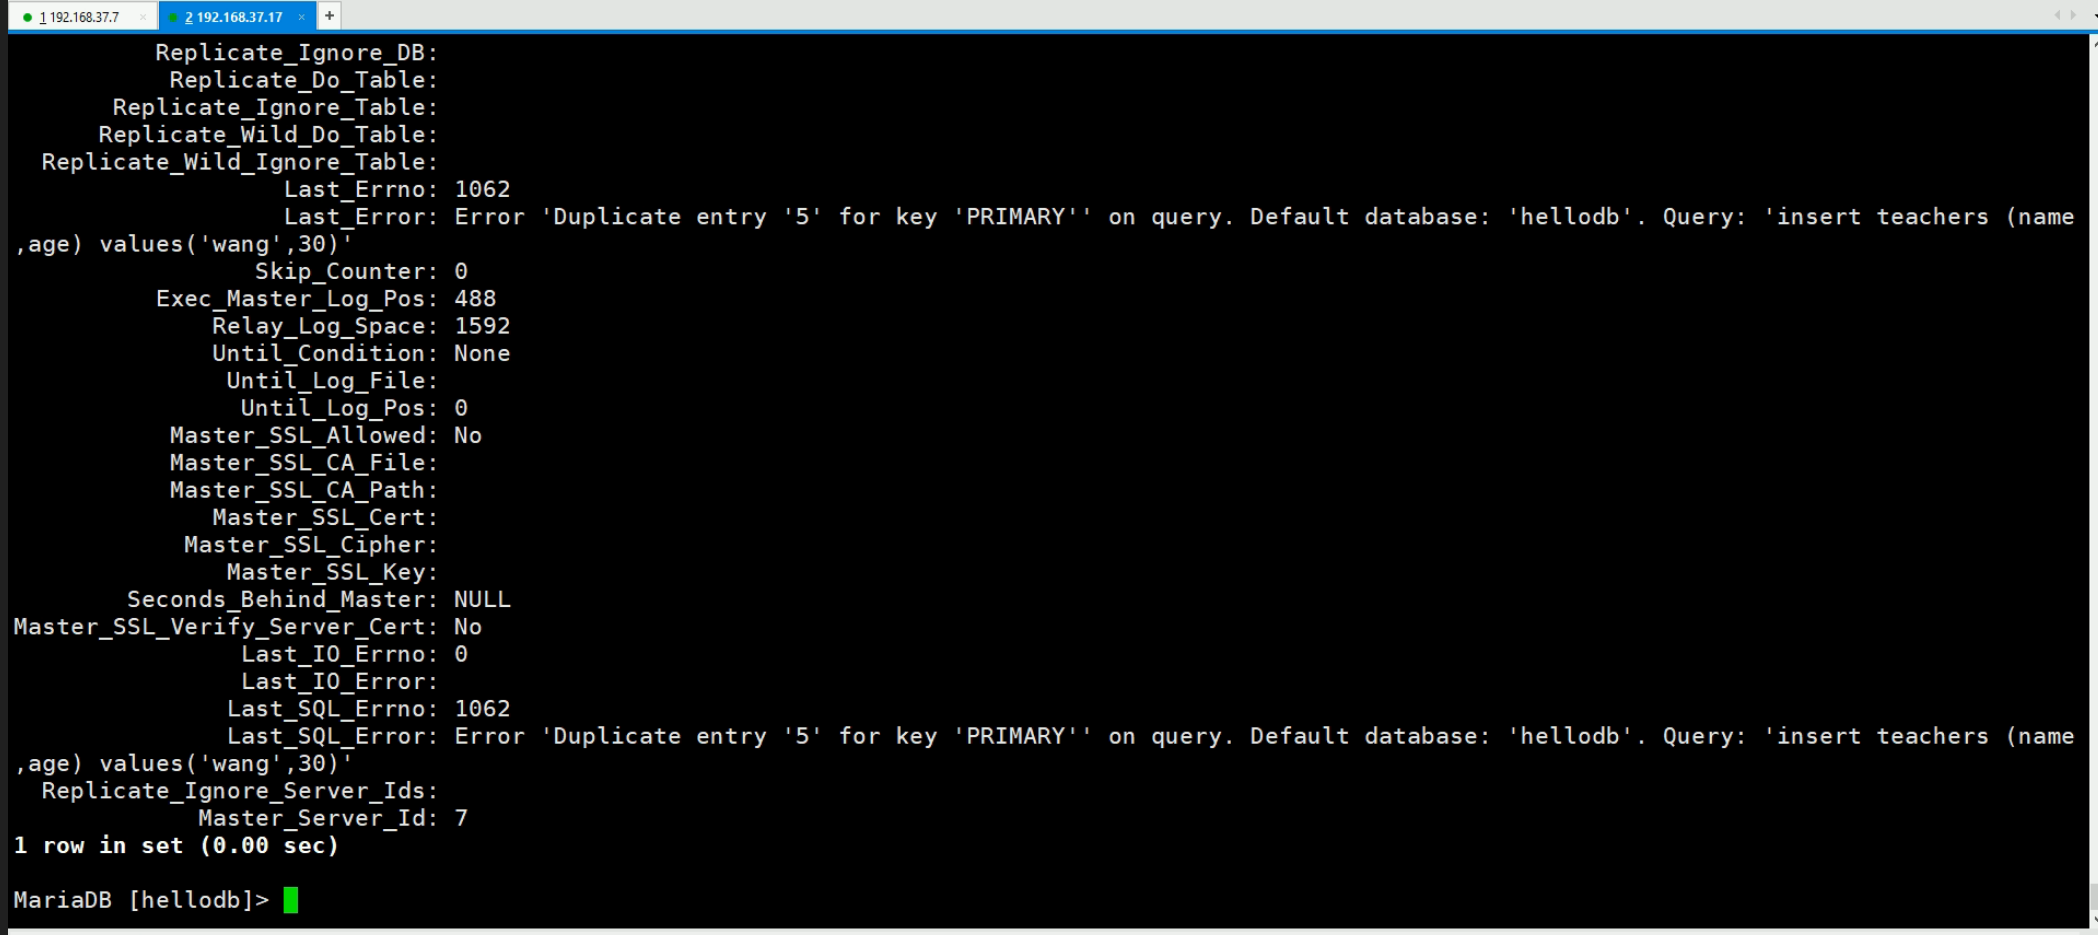 1 192.168.37.7 × 2 192.168.37.17 × +
Replicate_Ignore_DB:
Replicate_Do_Table:
Replicate_Ignore_Table:
Replicate_Wild_Do_Table:
Replicate_Wild_Ignore_Table:
Last_Errno: 1062
Last_Error: Error 'Duplicate entry '5' for key 'PRIMARY'' on query. Default database: 'hellodb'. Query: 'insert teachers (name
,age) values('wang',30)'
Skip_Counter: 0
Exec_Master_Log_Pos: 488
Relay_Log_Space: 1592
Until_Condition: None
Until_Log_File:
Until_Log_Pos: 0
Master_SSL_Allowed: No
Master_SSL_CA_File:
Master_SSL_CA_Path:
Master_SSL_Cert:
Master_SSL_Cipher:
Master_SSL_Key:
Seconds_Behind_Master: NULL
Master_SSL_Verify_Server_Cert: No
Last_IO_Errno: 0
Last_IO_Error:
Last_SQL_Errno: 1062
Last_SQL_Error: Error 'Duplicate entry '5' for key 'PRIMARY'' on query. Default database: 'hellodb'. Query: 'insert teachers (name
,age) values('wang',30)'
Replicate_Ignore_Server_Ids:
Master_Server_Id: 7
1 row in set (0.00 sec)
MariaDB [hellodb]>